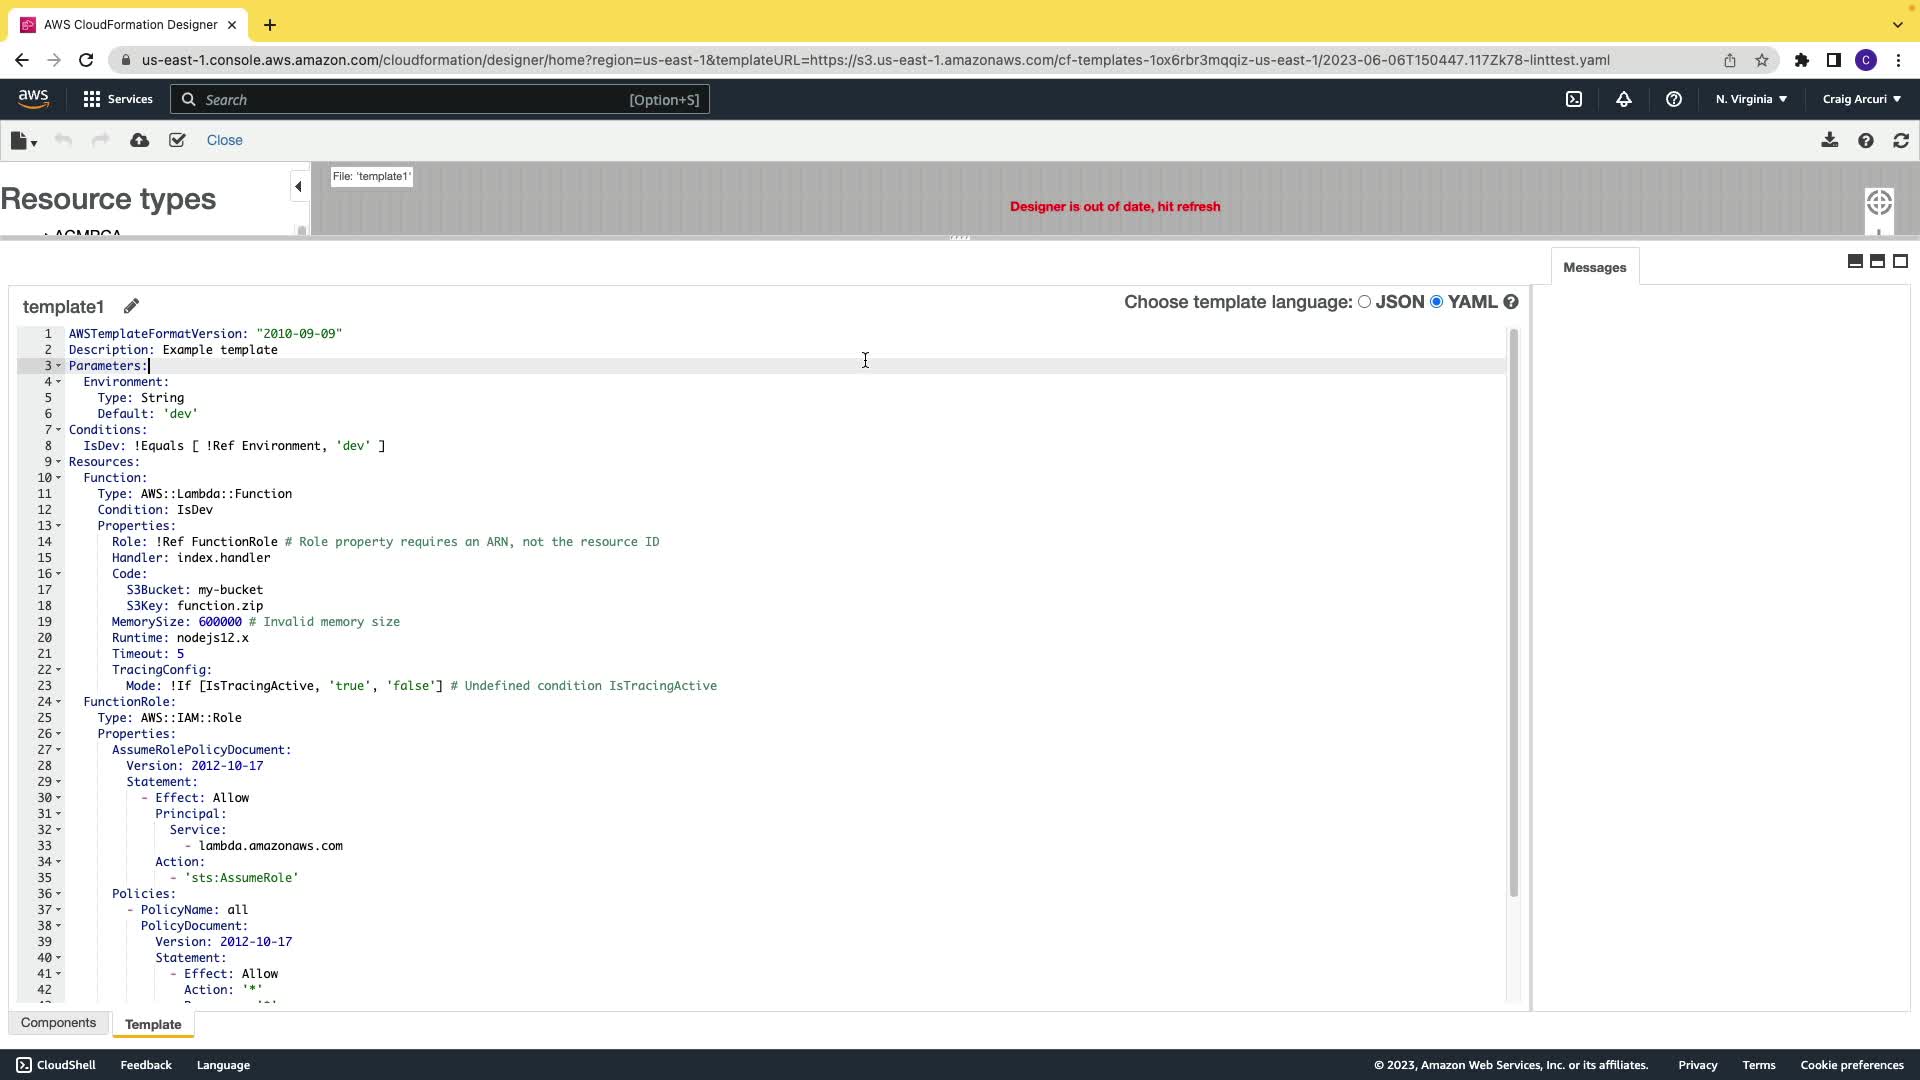 AWS CloudFormation Designer
us-east-1.console.aws.amazon.com/cloudformation/designer/home?region=us-east-1&templateURL=https://s3.us-east-1.amazonaws.com/cf-templates-1ox6rbr3mqqiz-us-east-1/2023-06-06T150447.117Zk78-linttest.yaml
C
aws
Services
Search
[Option+S]
N. Virginia
Craig Arcuri
Close
Resource types
ACMPCA
File: 'template1'
Designer is out of date, hit refresh
Messages
template1
Choose template language: JSON YAML
1 AWSTemplateFormatVersion: "2010-09-09"
2 Description: Example template
3 Parameters:
4 Environment:
5 Type: String
6 Default: 'dev'
7 Conditions:
8 IsDev: !Equals [ !Ref Environment, 'dev' ]
9 Resources:
10 Function:
11 Type: AWS::Lambda::Function
12 Condition: IsDev
13 Properties:
14 Role: !Ref FunctionRole # Role property requires an ARN, not the resource ID
15 Handler: index.handler
16 Code:
17 S3Bucket: my-bucket
18 S3Key: function.zip
19 MemorySize: 600000 # Invalid memory size
20 Runtime: nodejs12.x
21 Timeout: 5
22 TracingConfig:
23 Mode: !If [IsTracingActive, 'true', 'false'] # Undefined condition IsTracingActive
24 FunctionRole:
25 Type: AWS::IAM::Role
26 Properties:
27 AssumeRolePolicyDocument:
28 Version: 2012-10-17
29 Statement:
30 - Effect: Allow
31 Principal:
32 Service:
33 - lambda.amazonaws.com
34 Action:
35 - 'sts:AssumeRole'
36 Policies:
37 - PolicyName: all
38 PolicyDocument:
39 Version: 2012-10-17
40 Statement:
41 - Effect: Allow
42 Action: '*'
Components
Template
CloudShell
Feedback
Language
© 2023, Amazon Web Services, Inc. or its affiliates.
Privacy
Terms
Cookie preferences